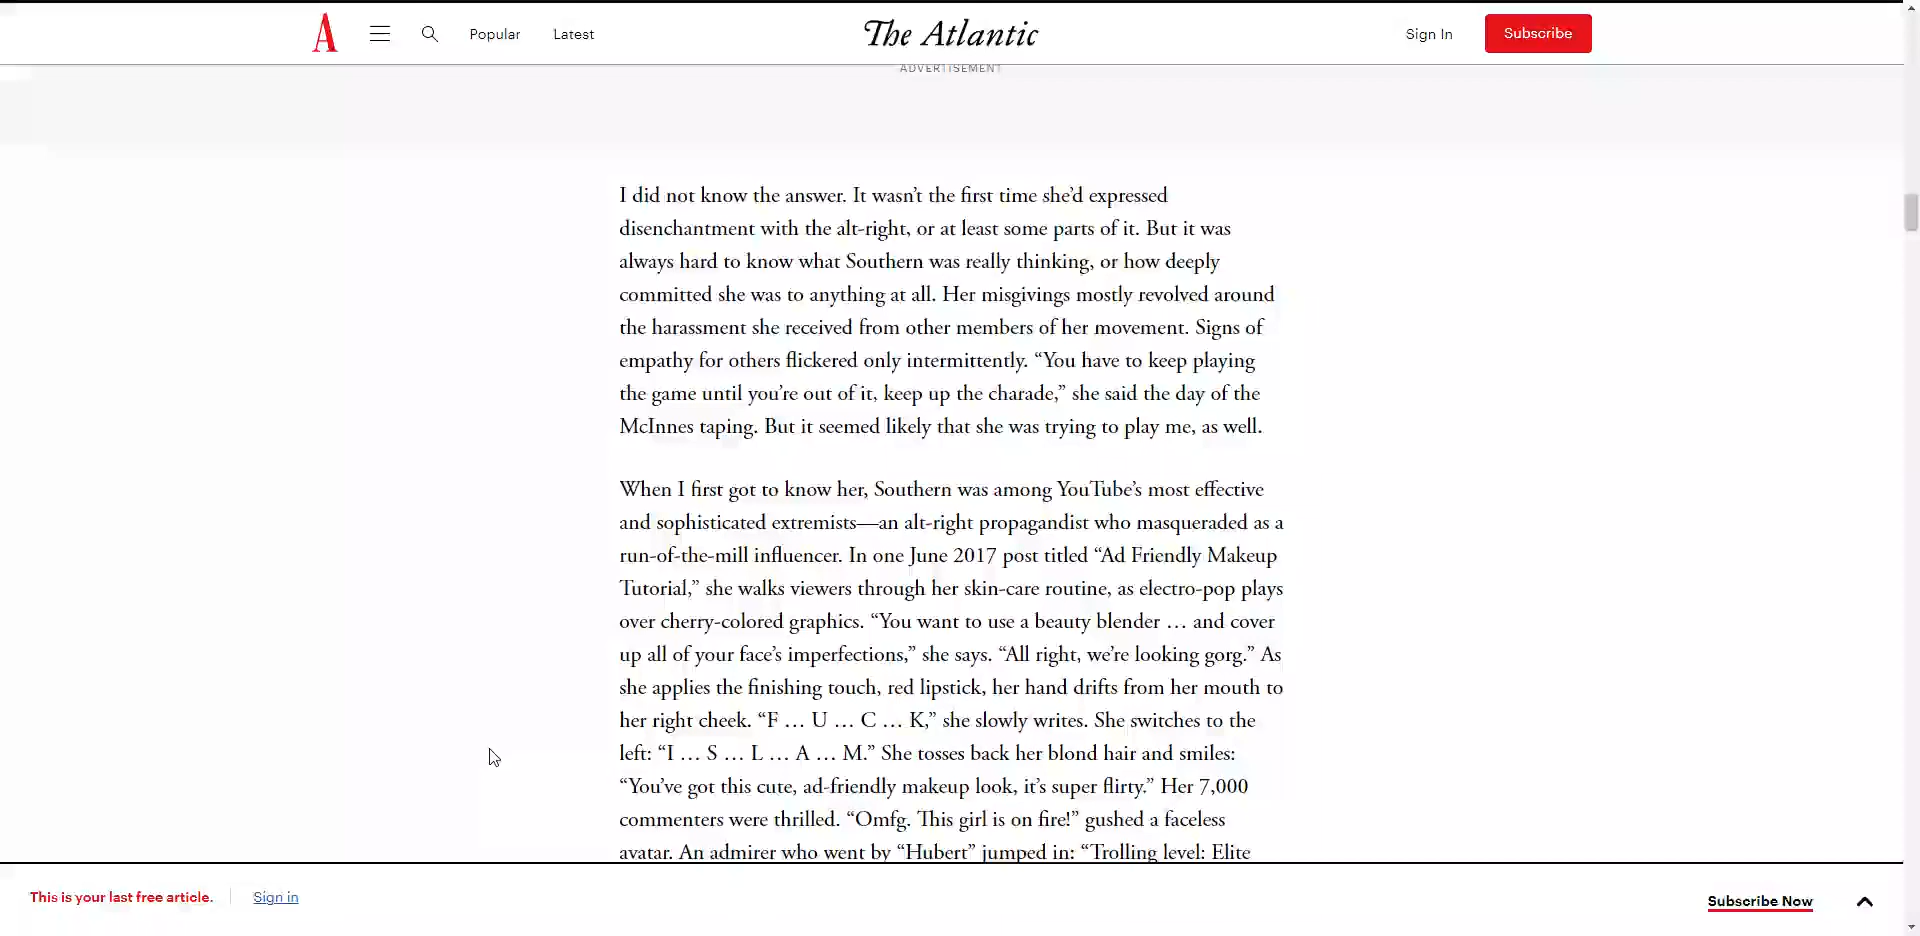 A Popular Latest The Atlantic Sign In Subscribe
ADVERTISEMENT
I did not know the answer. It wasn’t the first time she’d expressed
disenchantment with the alt-right, or at least some parts of it. But it was
always hard to know what Southern was really thinking, or how deeply
committed she was to anything at all. Her misgivings mostly revolved around
the harassment she received from other members of her movement. Signs of
empathy for others flickered only intermittently. “You have to keep playing
the game until you’re out of it, keep up the charade,” she said the day of the
McInnes taping. But it seemed likely that she was trying to play me, as well.
When I first got to know her, Southern was among YouTube’s most effective
and sophisticated extremists—an alt-right propagandist who masqueraded as a
run-of-the-mill influencer. In one June 2017 post titled “Ad Friendly Makeup
Tutorial,” she walks viewers through her skin-care routine, as electro-pop plays
over cherry-colored graphics. “You want to use a beauty blender … and cover
up all of your face’s imperfections,” she says. “All right, we’re looking gorg.” As
she applies the finishing touch, red lipstick, her hand drifts from her mouth to
her right cheek. “F … U … C … K,” she slowly writes. She switches to the
left: “I … S … L … A … M.” She tosses back her blond hair and smiles:
“You’ve got this cute, ad-friendly makeup look, it’s super flirty.” Her 7,000
commenters were thrilled. “Omfg. This girl is on fire!” gushed a faceless
avatar. An admirer who went by “Hubert” jumped in: “Trolling level: Elite
This is your last free article. Sign in Subscribe Now